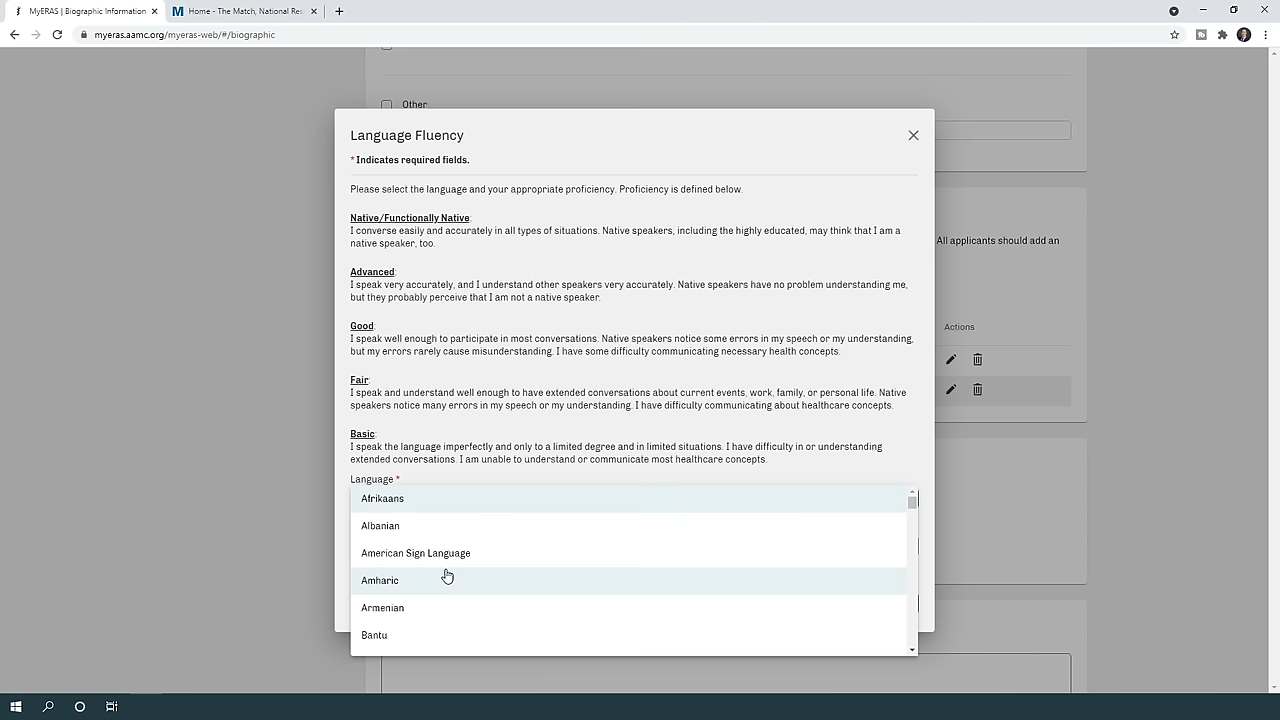 MyERAS | Biographic Information
Home - The Match, National Res
myeras.aamc.org/myeras-web/#/biographic
Other
Language Fluency
* Indicates required fields.
Please select the language and your appropriate proficiency. Proficiency is defined below.
Native/Functionally Native:
I converse easily and accurately in all types of situations. Native speakers, including the highly educated, may think that I am a
native speaker, too.
All applicants should add an
Advanced:
I speak very accurately, and I understand other speakers very accurately. Native speakers have no problem understanding me,
but they probably perceive that I am not a native speaker.
Good:
I speak well enough to participate in most conversations. Native speakers notice some errors in my speech or my understanding,
but my errors rarely cause misunderstanding. I have some difficulty communicating necessary health concepts.
Actions
Fair:
I speak and understand well enough to have extended conversations about current events, work, family, or personal life. Native
speakers notice many errors in my speech or my understanding. I have difficulty communicating about healthcare concepts.
Basic:
I speak the language imperfectly and only to a limited degree and in limited situations. I have difficulty in or understanding
extended conversations. I am unable to understand or communicate most healthcare concepts.
Language *
Afrikaans
Albanian
American Sign Language
Amharic
Armenian
Bantu